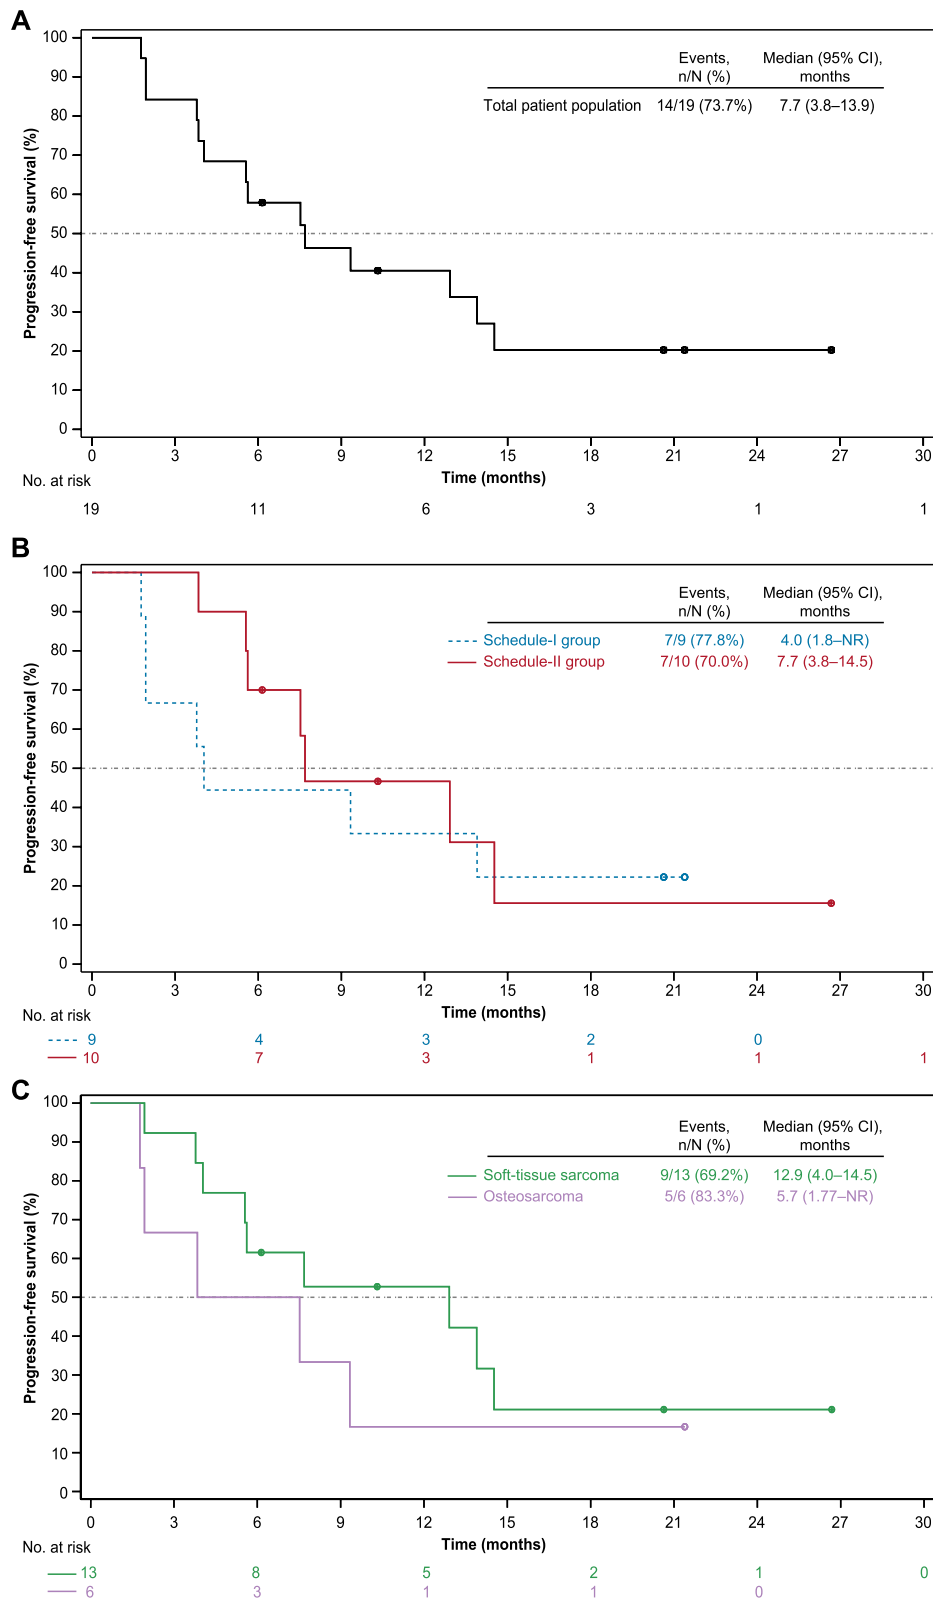 A
Events, Median (95% CI),
n/N (%) months
Total patient population 14/19 (73.7%) 7.7 (3.8–13.9)
Progression-free survival (%)
100
90
80
70
60
50
40
30
20
10
0
0 3 6 9 12 15 18 21 24 27 30
Time (months)
No. at risk
19 11 6 3 1 1
B
Events, Median (95% CI),
n/N (%) months
Schedule-I group 7/9 (77.8%) 4.0 (1.8–NR)
Schedule-II group 7/10 (70.0%) 7.7 (3.8–14.5)
Progression-free survival (%)
100
90
80
70
60
50
40
30
20
10
0
0 3 6 9 12 15 18 21 24 27 30
Time (months)
No. at risk
9 4 3 2 0
10 7 3 1 1 1
C
Events, Median (95% CI),
n/N (%) months
Soft-tissue sarcoma 9/13 (69.2%) 12.9 (4.0–14.5)
Osteosarcoma 5/6 (83.3%) 5.7 (1.77–NR)
Progression-free survival (%)
100
90
80
70
60
50
40
30
20
10
0
0 3 6 9 12 15 18 21 24 27 30
Time (months)
No. at risk
13 8 5 2 1 0
6 3 1 1 0